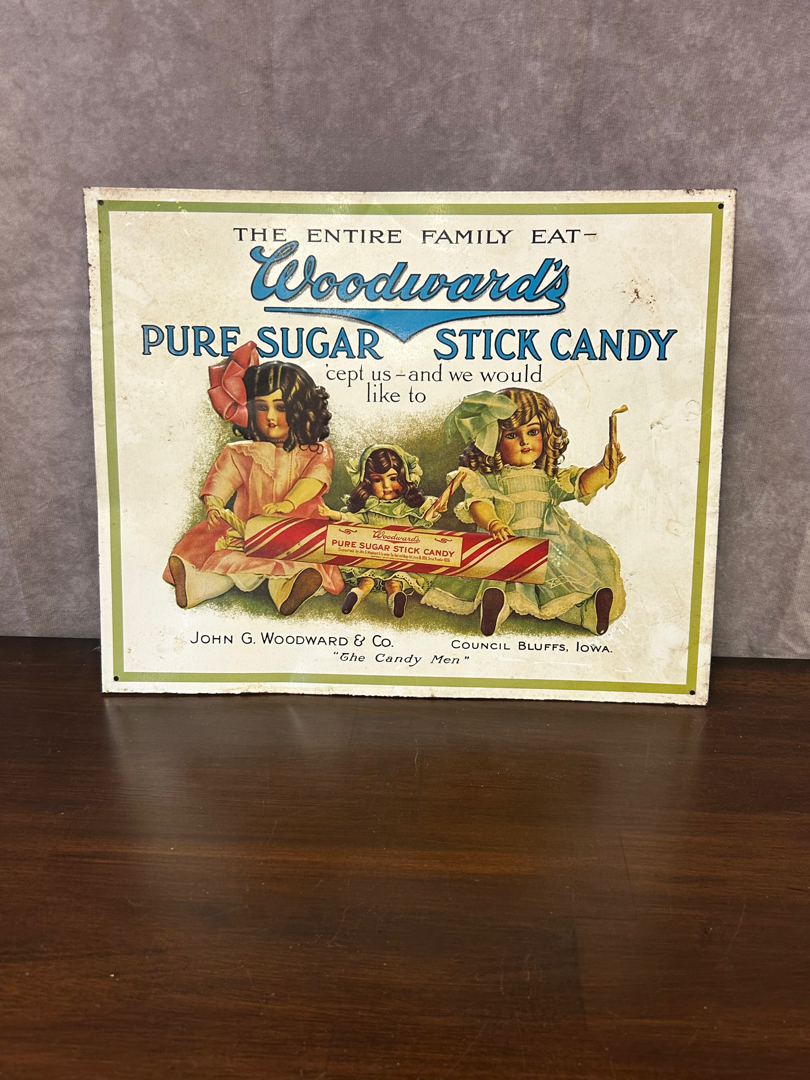 THE ENTIRE FAMILY EAT—
Woodward's
PURE SUGAR STICK CANDY
'cept us—and we would
like to
Woodward's
PURE SUGAR STICK CANDY
JOHN G. WOODWARD & CO. COUNCIL BLUFFS, IOWA.
"The Candy Men"